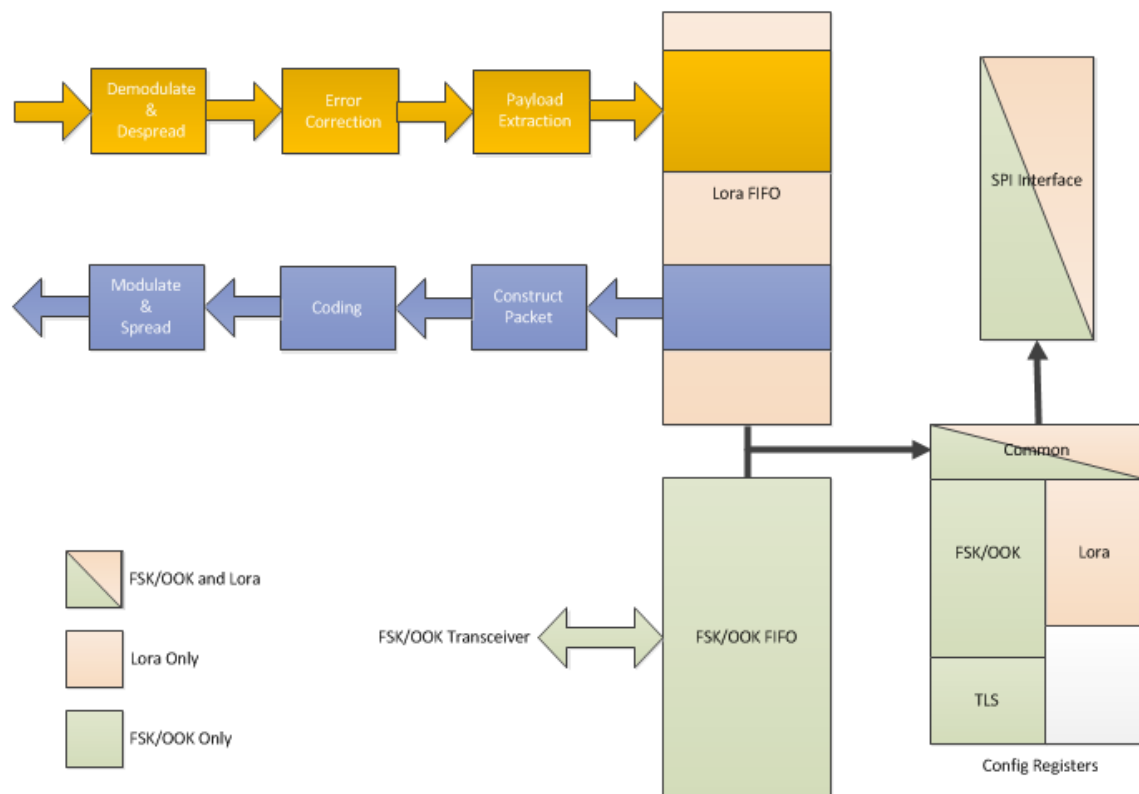 Demodulate
&
Despread
Error
Correction
Payload
Extraction
Lora FIFO
SPI Interface
Modulate
&
Spread
Coding
Construct
Packet
Common
FSK/OOK
Lora
TLS
Config Registers
FSK/OOK and Lora
Lora Only
FSK/OOK Only
FSK/OOK Transceiver
FSK/OOK FIFO